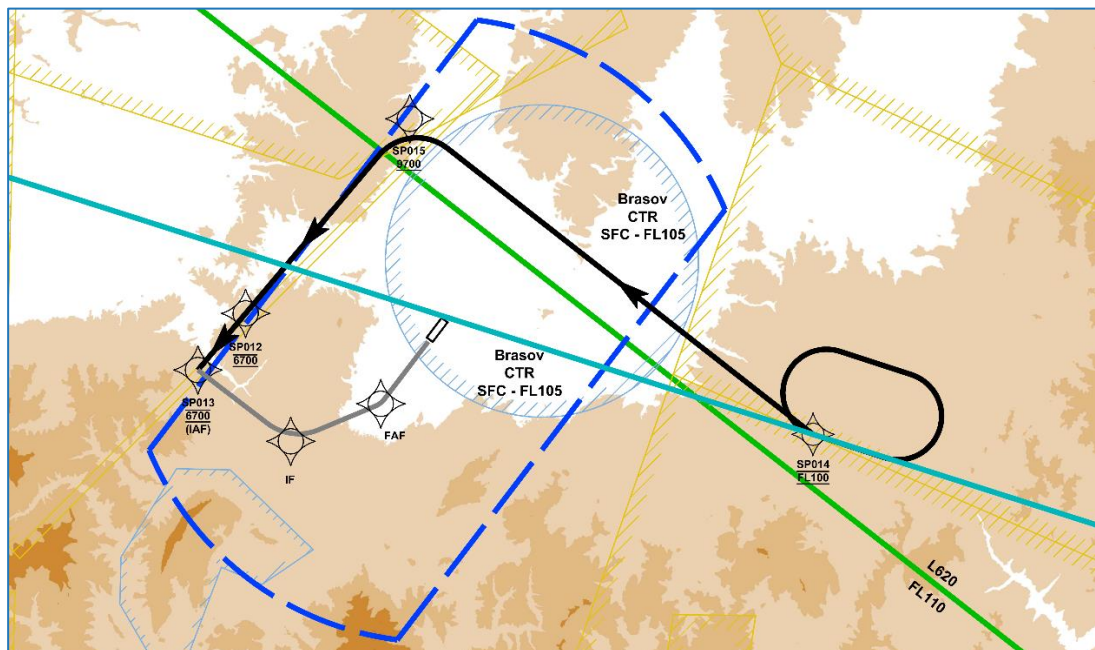 SP015
9700
Brasov
CTR
SFC - FL105
SP012
6700
Brasov
CTR
SFC - FL105
SP013
6700
(IAF)
FAF
IF
SP014
FL100
L620
FL110